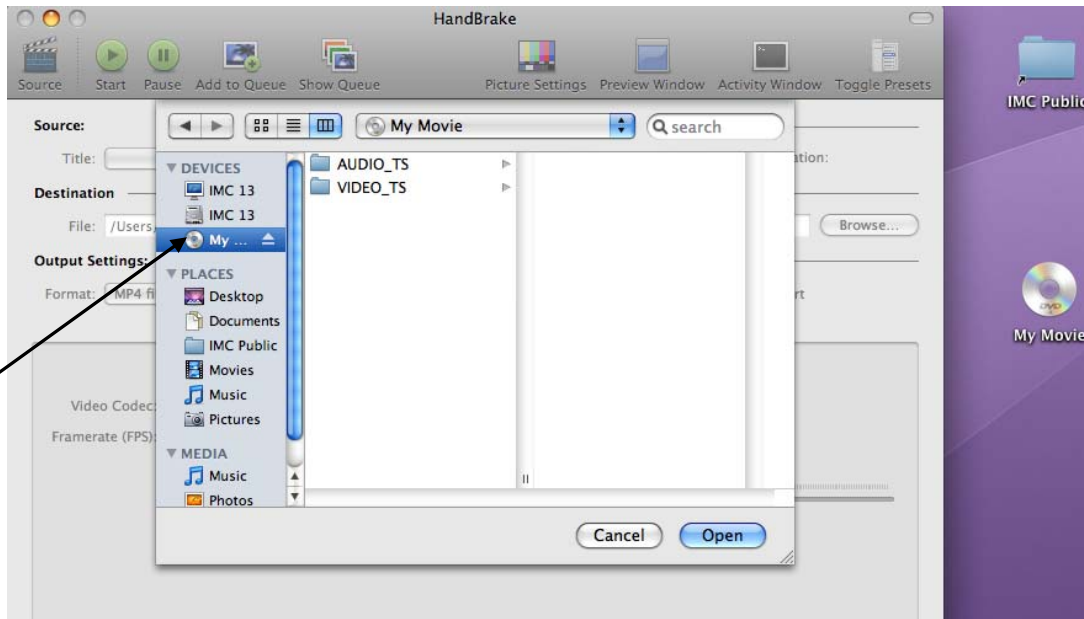 HandBrake
Source Start Pause Add to Queue Show Queue Picture Settings Preview Window Activity Window Toggle Presets
IMC Public
Source:
My Movie
search
Title:
ation:
DEVICES
IMC 13
IMC 13
My ...
AUDIO_TS
VIDEO_TS
Destination
File: /Users
Browse...
Output Settings:
Format: MP4 fi
rt
PLACES
Desktop
Documents
IMC Public
Movies
Music
Pictures
My Movie
DVD
Video Codec:
Framerate (FPS):
MEDIA
Music
Photos
Cancel Open